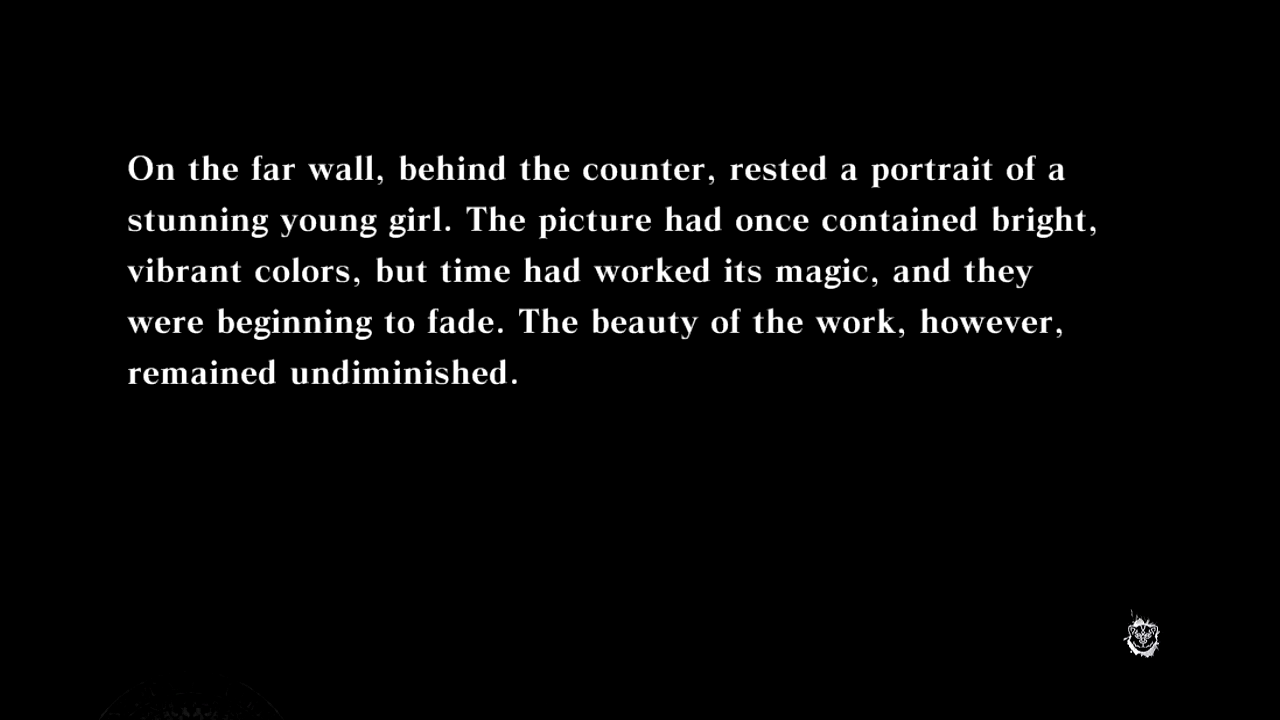 On the far wall, behind the counter, rested a portrait of a
stunning young girl. The picture had once contained bright,
vibrant colors, but time had worked its magic, and they
were beginning to fade. The beauty of the work, however,
remained undiminished.